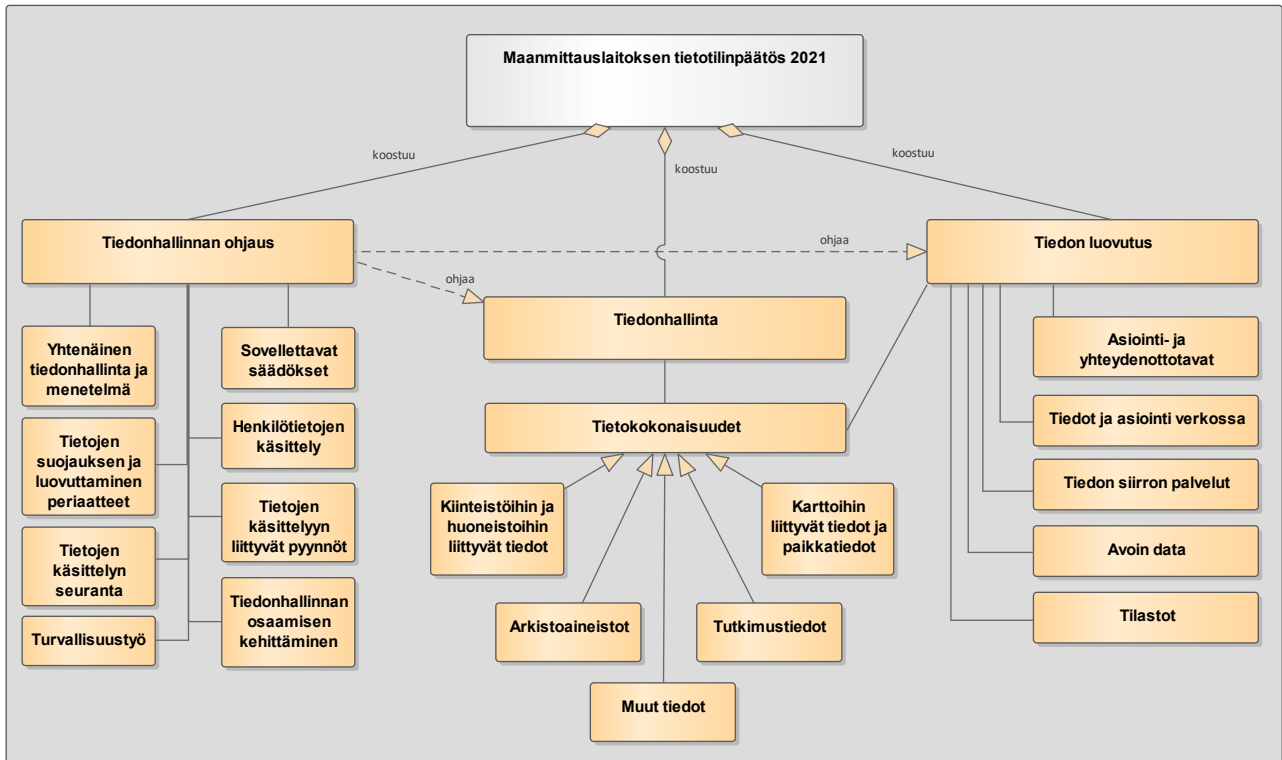 Maanmittauslaitoksen tietotilinpäätös 2021
koostuu
koostuu
koostuu
Tiedonhallinnan ohjaus
ohjaa
ohjaa
Tiedon luovutus
Tiedonhallinta
Yhtenäinen
tiedonhallinta ja
menetelmä
Sovellettavat
säädökset
Tietojen
suojauksen ja
luovuttaminen
periaatteet
Henkilötietojen
käsittely
Tietojen
käsittelyn
seuranta
Tietojen
käsittelyyn
liittyvät pyynnöt
Turvallisuustyö
Tiedonhallinnan
osaamisen
kehittäminen
Tietokokonaisuudet
Kiinteistöihin ja
huoneistoihin
liittyvät tiedot
Karttoihin
liittyvät tiedot ja
paikkatiedot
Arkistoaineistot
Tutkimustiedot
Muut tiedot
Asiointi- ja
yhteydenottotavat
Tiedot ja asiointi verkossa
Tiedon siirron palvelut
Avoin data
Tilastot